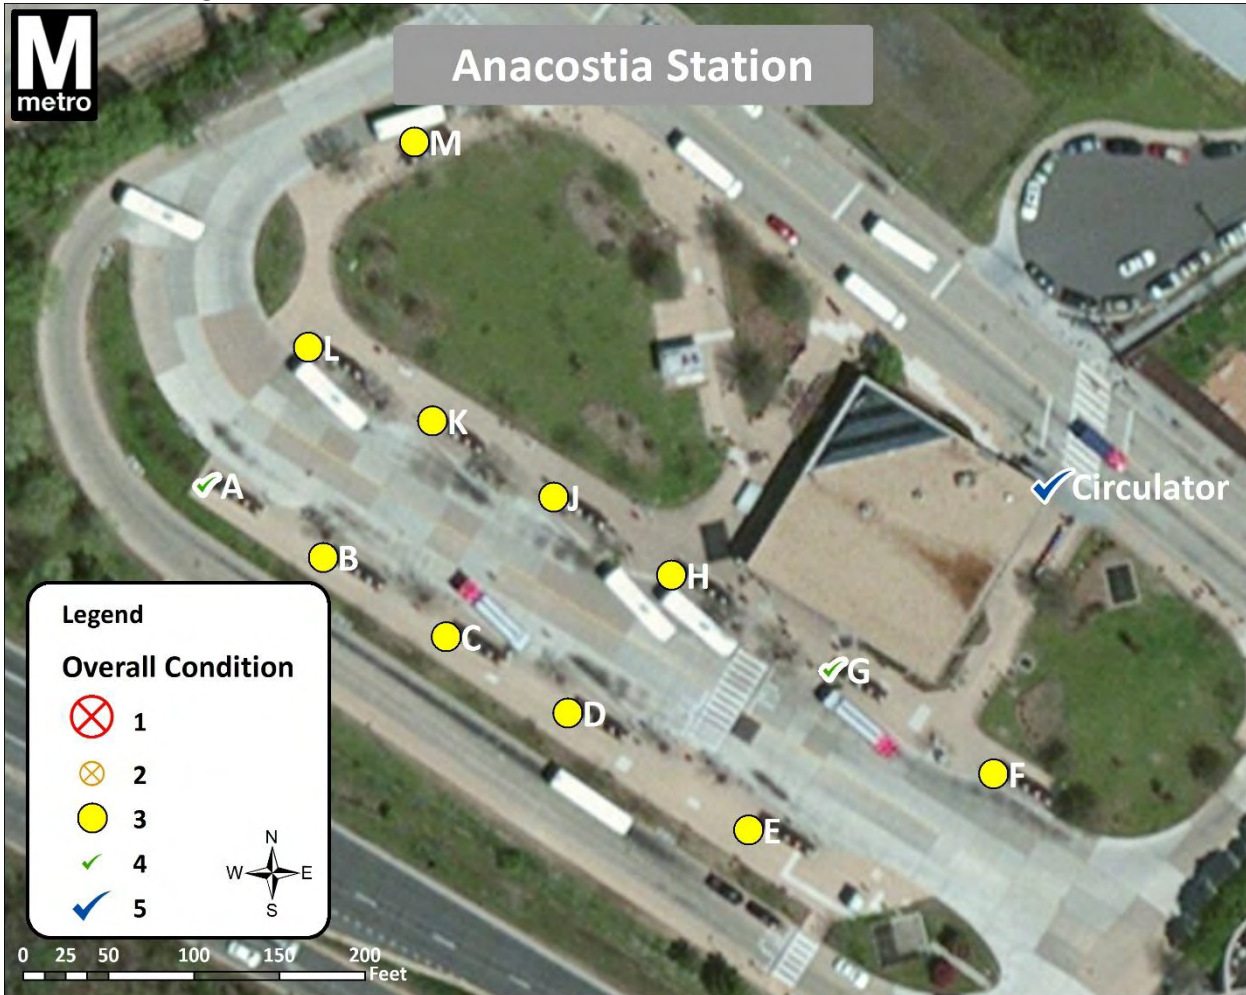 M
metro
Anacostia Station
M
L
K
A
J
Circulator
B
H
C
G
D
F
E
Legend
Overall Condition
1
2
3
4
5
N
W E
S
0 25 50 100 150 200
Feet